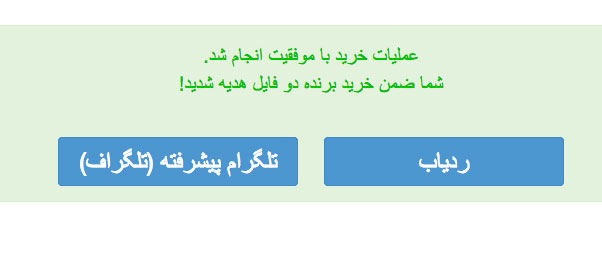 عملیات خرید با موفقیت انجام شد.
شما ضمن خرید برنده دو فایل هدیه شدید!
ردیاب
تلگرام پیشرفته (تلگراف)